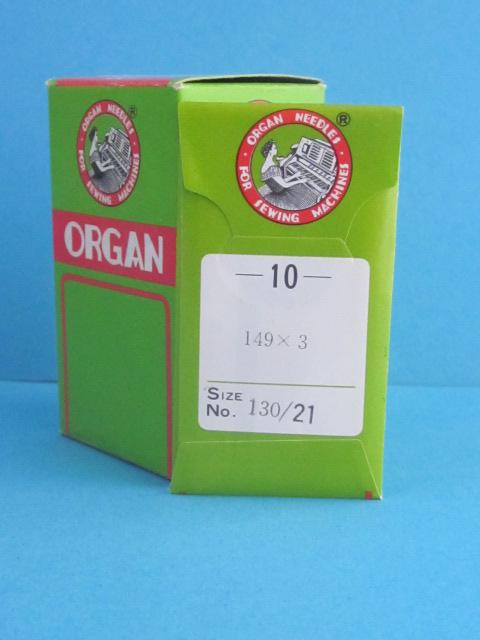 ORGAN NEEDLES
FOR SEWING MACHINES
ORGAN
ORGAN NEEDLES ®
FOR SEWING MACHINES
—10—
149×3
SIZE
No. 130/21